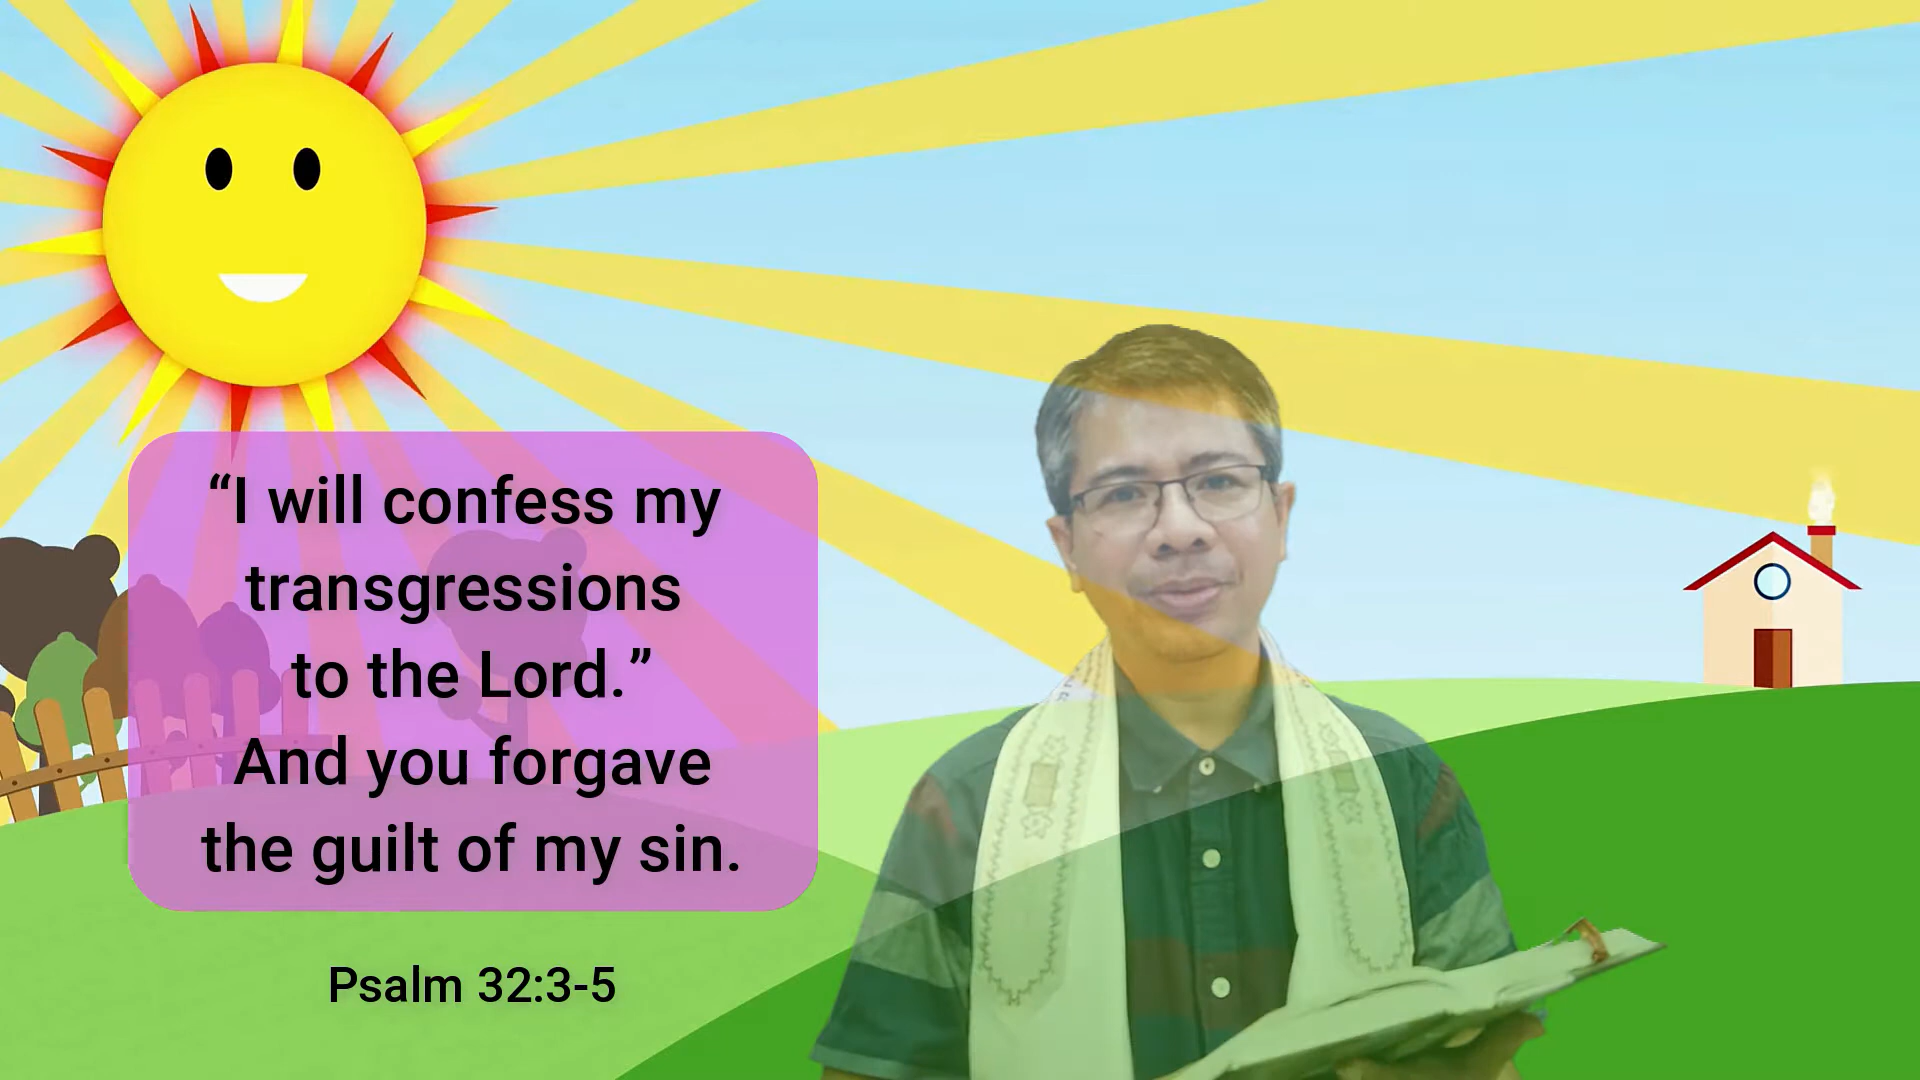 “I will confess my
transgressions
to the Lord.”
And you forgave
the guilt of my sin.
Psalm 32:3-5